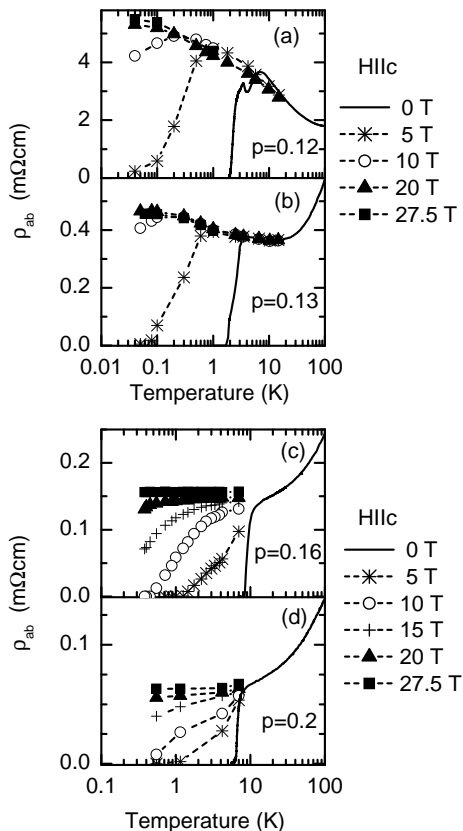 (a)
HIIc
4
0 T
2
5 T
p=0.12
10 T
0
20 T
ρab (mΩcm)
(b)
27.5 T
0.4
p=0.13
0.0
0.01 0.1 1 10 100
Temperature (K)
0.2
(c)
HIIc
0 T
0.1
5 T
p=0.16
10 T
0.0
15 T
ρab (mΩcm)
(d)
20 T
0.1
27.5 T
p=0.2
0.0
0.1 1 10 100
Temperature (K)